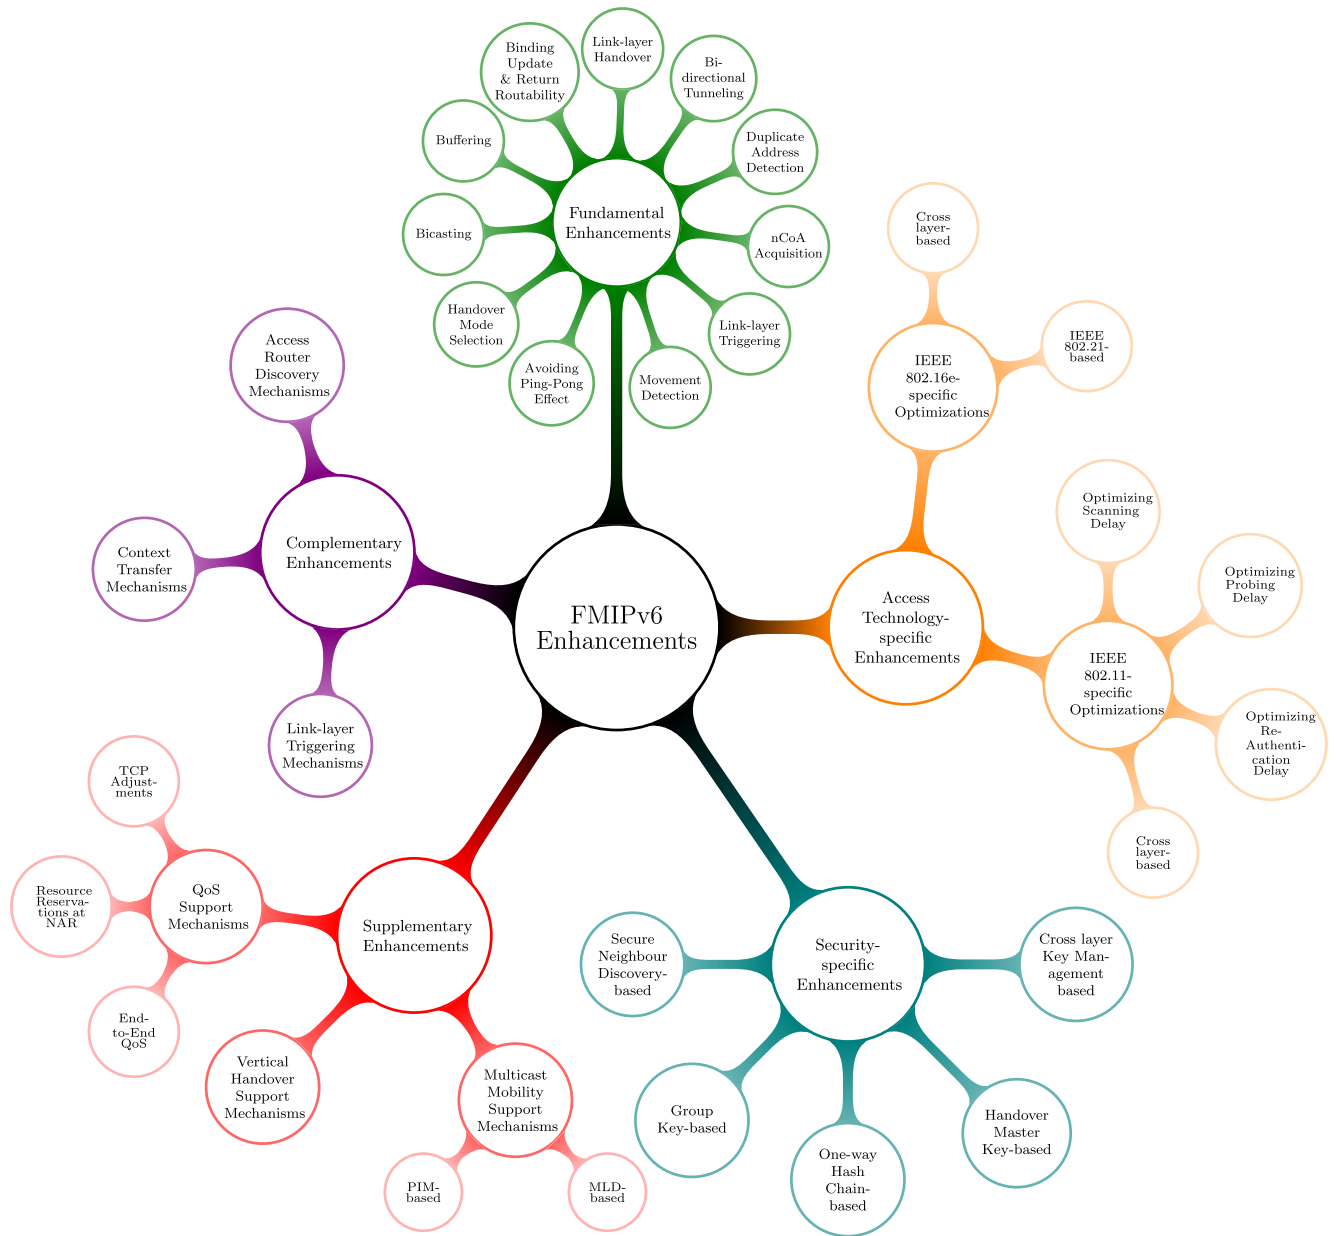 FMIPv6
Enhancements
Fundamental
Enhancements
Link-layer
Handover
Bi-
directional
Tunneling
Duplicate
Address
Detection
nCoA
Acquisition
Link-layer
Triggering
Movement
Detection
Avoiding
Ping-Pong
Effect
Handover
Mode
Selection
Bicasting
Buffering
Binding
Update
& Return
Routability
Access
Technology-
specific
Enhancements
IEEE
802.16e-
specific
Optimizations
Cross
layer-
based
IEEE
802.21-
based
IEEE
802.11-
specific
Optimizations
Optimizing
Scanning
Delay
Optimizing
Probing
Delay
Optimizing
Re-
Authenti-
cation
Delay
Cross
layer-
based
Security-
specific
Enhancements
Cross layer
Key Man-
agement
based
Handover
Master
Key-based
One-way
Hash
Chain-
based
Group
Key-based
Secure
Neighbour
Discovery-
based
Supplementary
Enhancements
Multicast
Mobility
Support
Mechanisms
MLD-
based
PIM-
based
Vertical
Handover
Support
Mechanisms
QoS
Support
Mechanisms
End-
to-End
QoS
Resource
Reserva-
tions at
NAR
TCP
Adjust-
ments
Complementary
Enhancements
Link-layer
Triggering
Mechanisms
Context
Transfer
Mechanisms
Access
Router
Discovery
Mechanisms